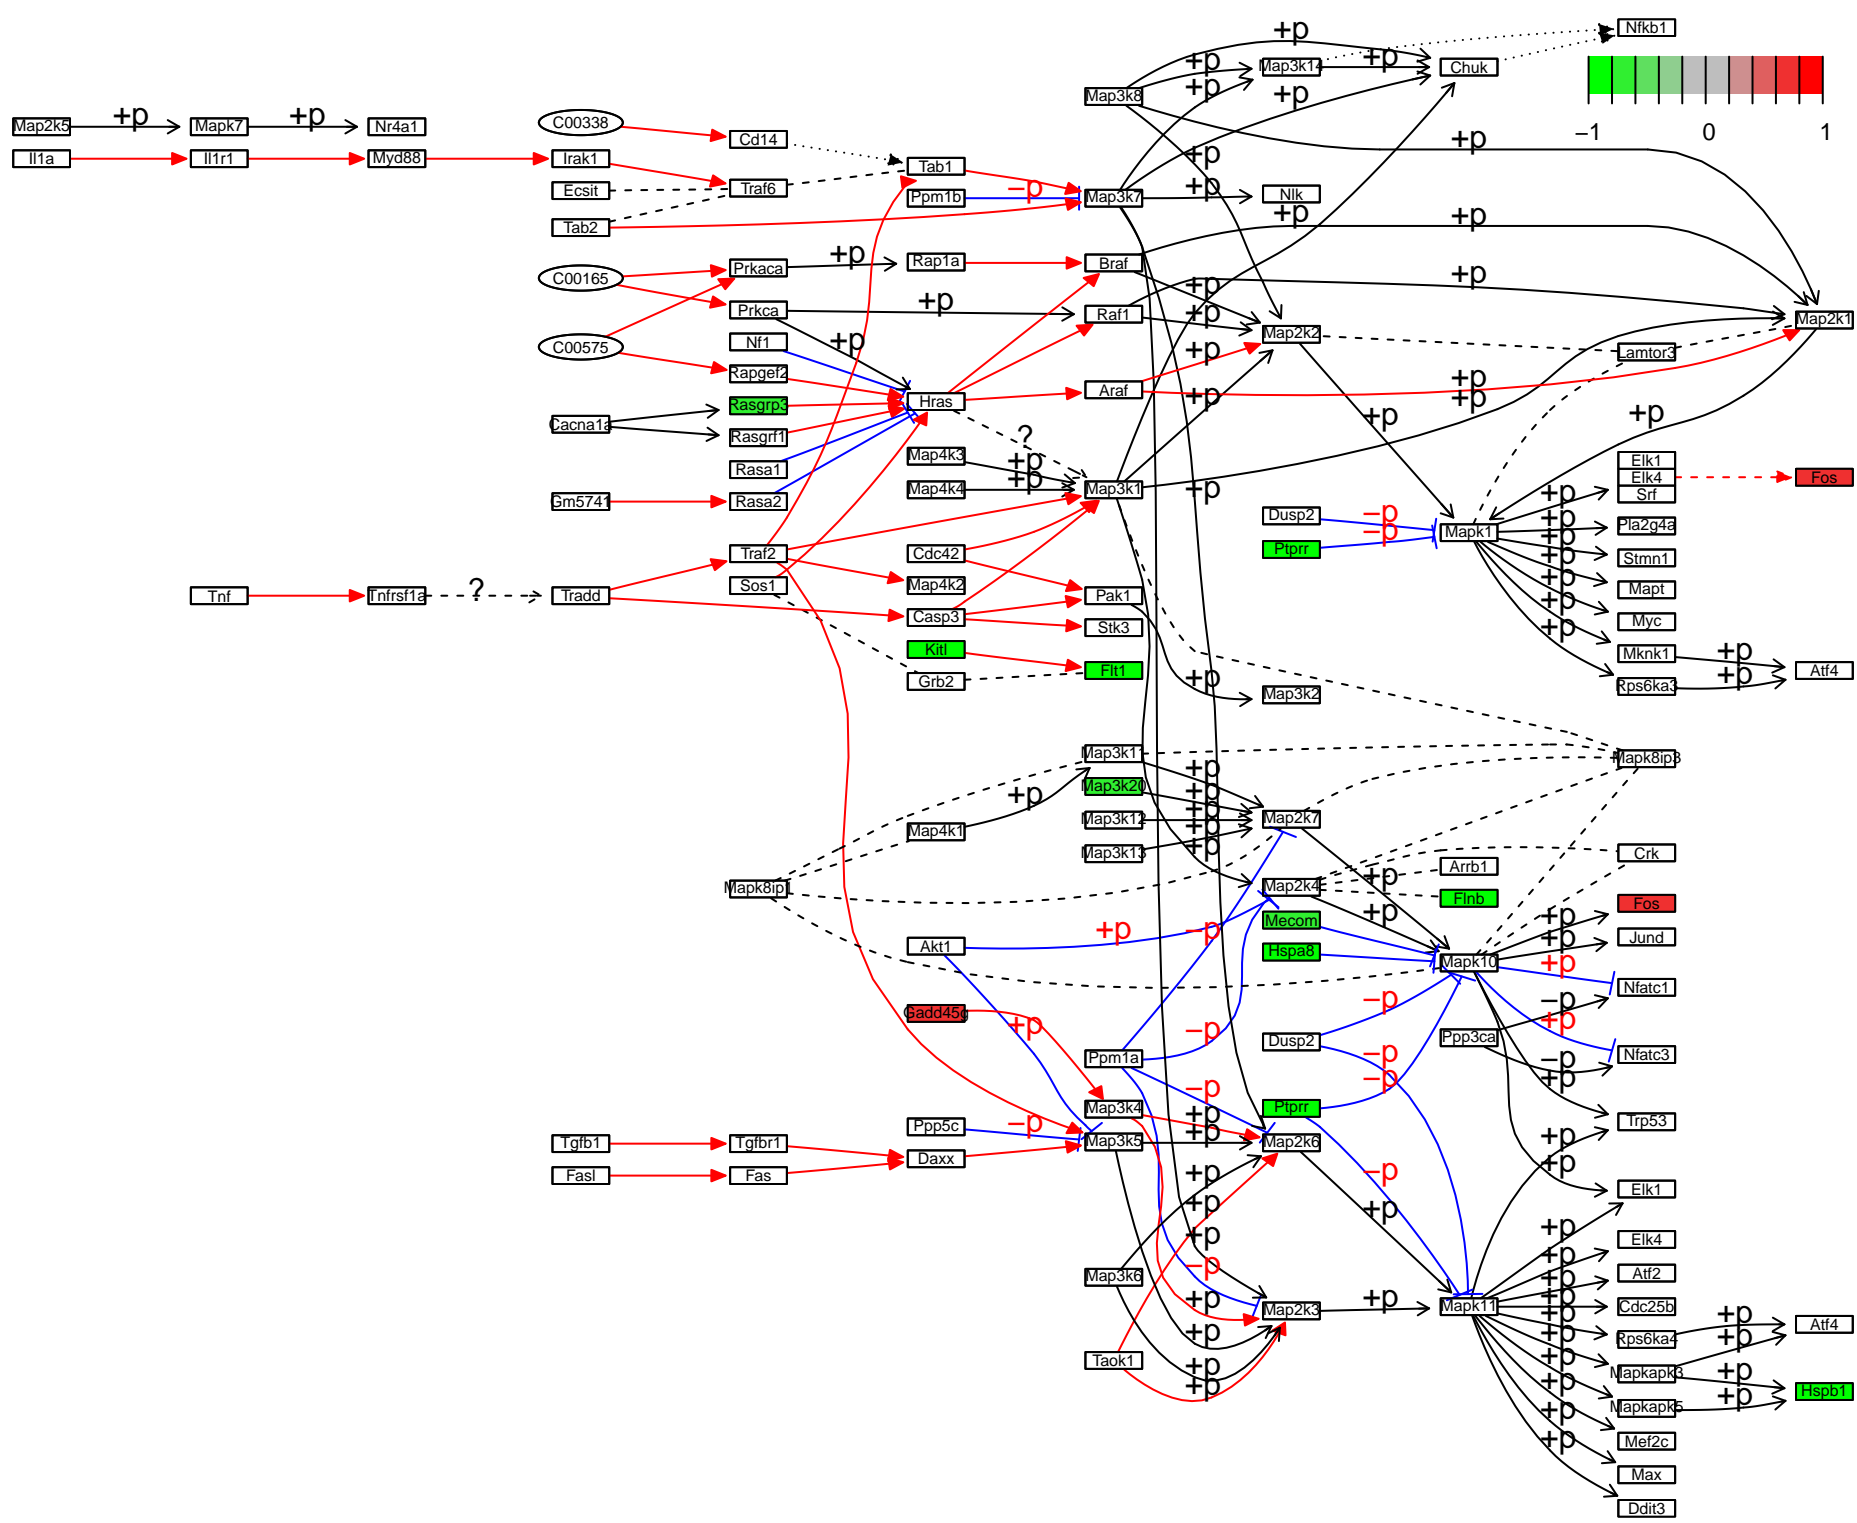 Nfkb1
+p
Map3k14
+p
Chuk
+p
Map3k8
+p
+p
−1 0 1
Map2k5
+p
Mapk7
+p
Nr4a1
C00338
Cd14
+p
Il1a
Il1r1
Myd88
Irak1
Tab1
+p
Ecsit
Traf6
Ppm1b
−p
Map3k7
+p
Nlk
Tab2
+p
+p
C00165
Prkaca
+p
Rap1a
Braf
+p
Prkca
+p
Raf1
+p
+p
Map2k2
Map2k1
C00575
Nf1
+p
+p
Lamtor3
Rapgef2
Hras
Araf
+p
+p
+p
Rasgrp3
Cacna1a
Rasgrf1
?
+p
+p
Rasa1
Map4k3
+p
Elk1
Elk4
Srf
Fos
Gm5741
Rasa2
Map4k4
+p
Map3k1
+p
+p
Dusp2
−p
Mapk1
+p
Pla2g4a
Traf2
Cdc42
Ptprr
−p
+p
Stmn1
Tnf
Tnfrsf1a
?
Tradd
Sos1
Map4k2
Pak1
+p
Mapt
Casp3
Stk3
+p
Myc
Kitl
+p
Mknk1
+p
Grb2
Flt1
+p
Map3k2
Rps6ka3
+p
Atf4
Map3k11
+p
Mapk8ip3
Map3k20
+p
+p
Map4k1
Map3k12
+p
+p
Map2k7
Map3k13
+p
Crk
Mapk8ip1
Map2k4
+p
Arrb1
Flnb
Fos
Akt1
+p
−p
Mecom
+p
+p
Jund
Hspa8
Mapk10
+p
+p
Nfatc1
Gadd45g
+p
−p
−p
−p
Ppp3ca
+p
Ppm1a
Dusp2
−p
−p
Nfatc3
−p
−p
+p
Map3k4
+p
Ptprr
Trp53
Ppp5c
−p
Map3k5
+p
Map2k6
+p
Tgfb1
Tgfbr1
Daxx
Fasl
Fas
+p
−p
+p
Elk1
+p
+p
+p
+p
Elk4
Map3k6
−p
+p
Atf2
+p
Map2k3
+p
Mapk11
+p
Cdc25b
+p
+p
Rps6ka4
+p
Atf4
Taok1
+p
+p
Mapkapk3
+p
+p
Hspb1
+p
Mapkapk5
+p
+p
Mef2c
+p
Max
Ddit3